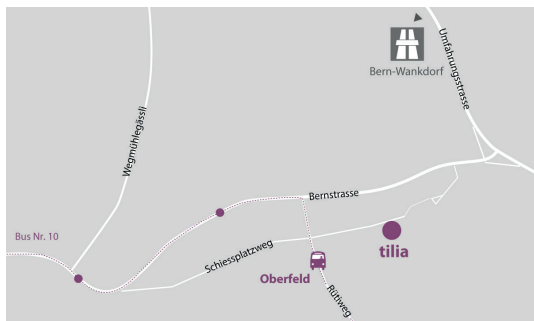 Bern-Wankdorf
Umfahrungsstrasse
Wegmühlegässli
Bernstrasse
Bus Nr. 10
Schiessplatzweg
tilia
Oberfeld
Rütiweg